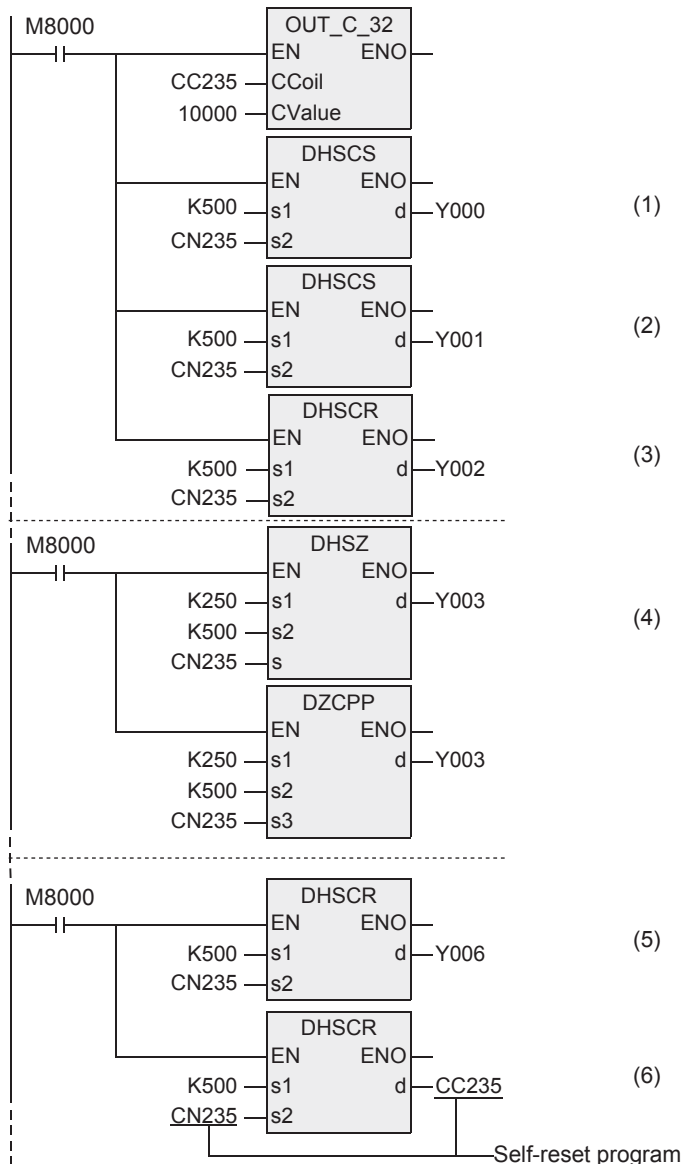 M8000
OUT_C_32
EN ENO
CC235 CCoil
10000 CValue
DHSCS
EN ENO
K500 s1 d Y000 (1)
CN235 s2
DHSCS
EN ENO
K500 s1 d Y001 (2)
CN235 s2
DHSCR
EN ENO
K500 s1 d Y002 (3)
CN235 s2
M8000
DHSZ
EN ENO
K250 s1 d Y003
K500 s2 (4)
CN235 s
DZCPP
EN ENO
K250 s1 d Y003
K500 s2
CN235 s3
M8000
DHSCR
EN ENO
K500 s1 d Y006 (5)
CN235 s2
DHSCR
EN ENO
K500 s1 d CC235 (6)
CN235 s2
Self-reset program